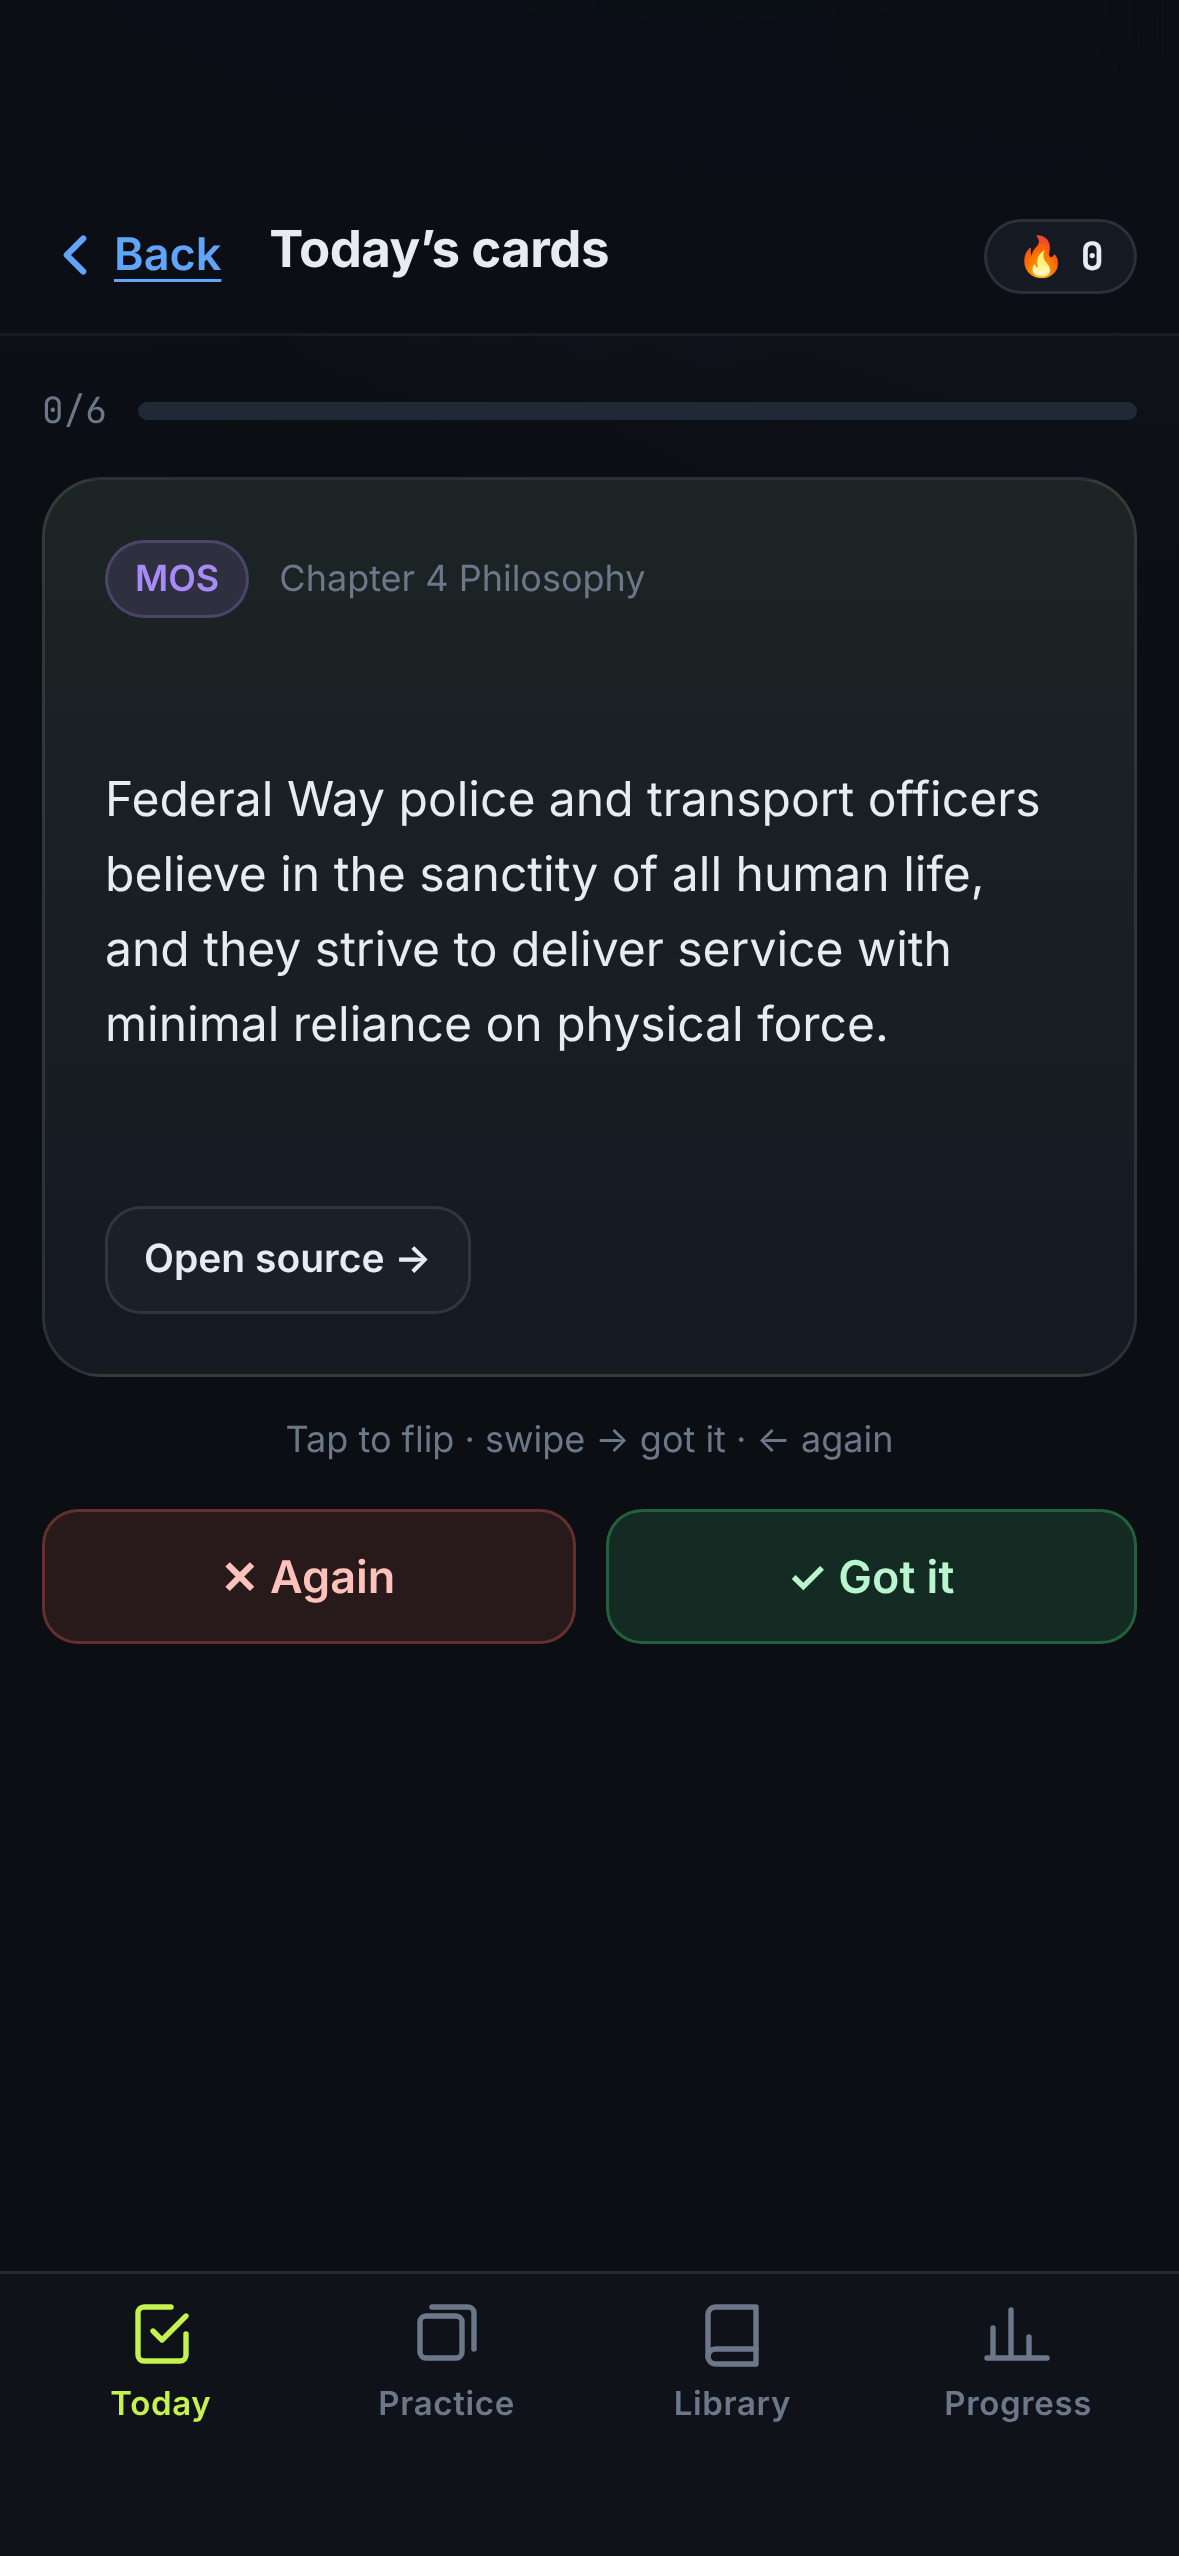 Back
Today’s cards
🔥 0
0/6
MOS
Chapter 4 Philosophy
Federal Way police and transport officers
believe in the sanctity of all human life,
and they strive to deliver service with
minimal reliance on physical force.
Open source →
Tap to flip · swipe → got it · ← again
✕ Again
✓ Got it
Today
Practice
Library
Progress